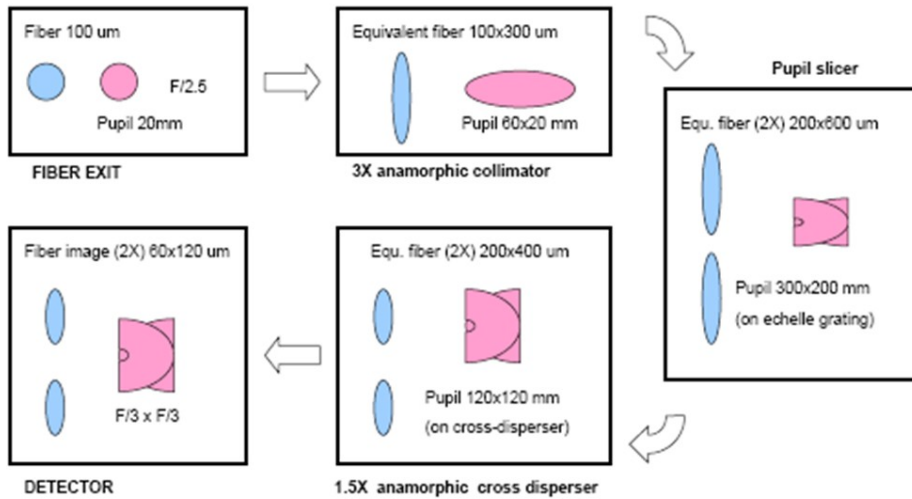 Fiber 100 um
F/2.5
Pupil 20mm
FIBER EXIT
Equivalent fiber 100x300 um
Pupil 60x20 mm
3X anamorphic collimator
Pupil slicer
Equ. fiber (2X) 200x600 um
Pupil 300x200 mm
(on echelle grating)
Equ. fiber (2X) 200x400 um
Pupil 120x120 mm
(on cross-disperser)
1.5X anamorphic cross disperser
Fiber image (2X) 60x120 um
F/3 x F/3
DETECTOR